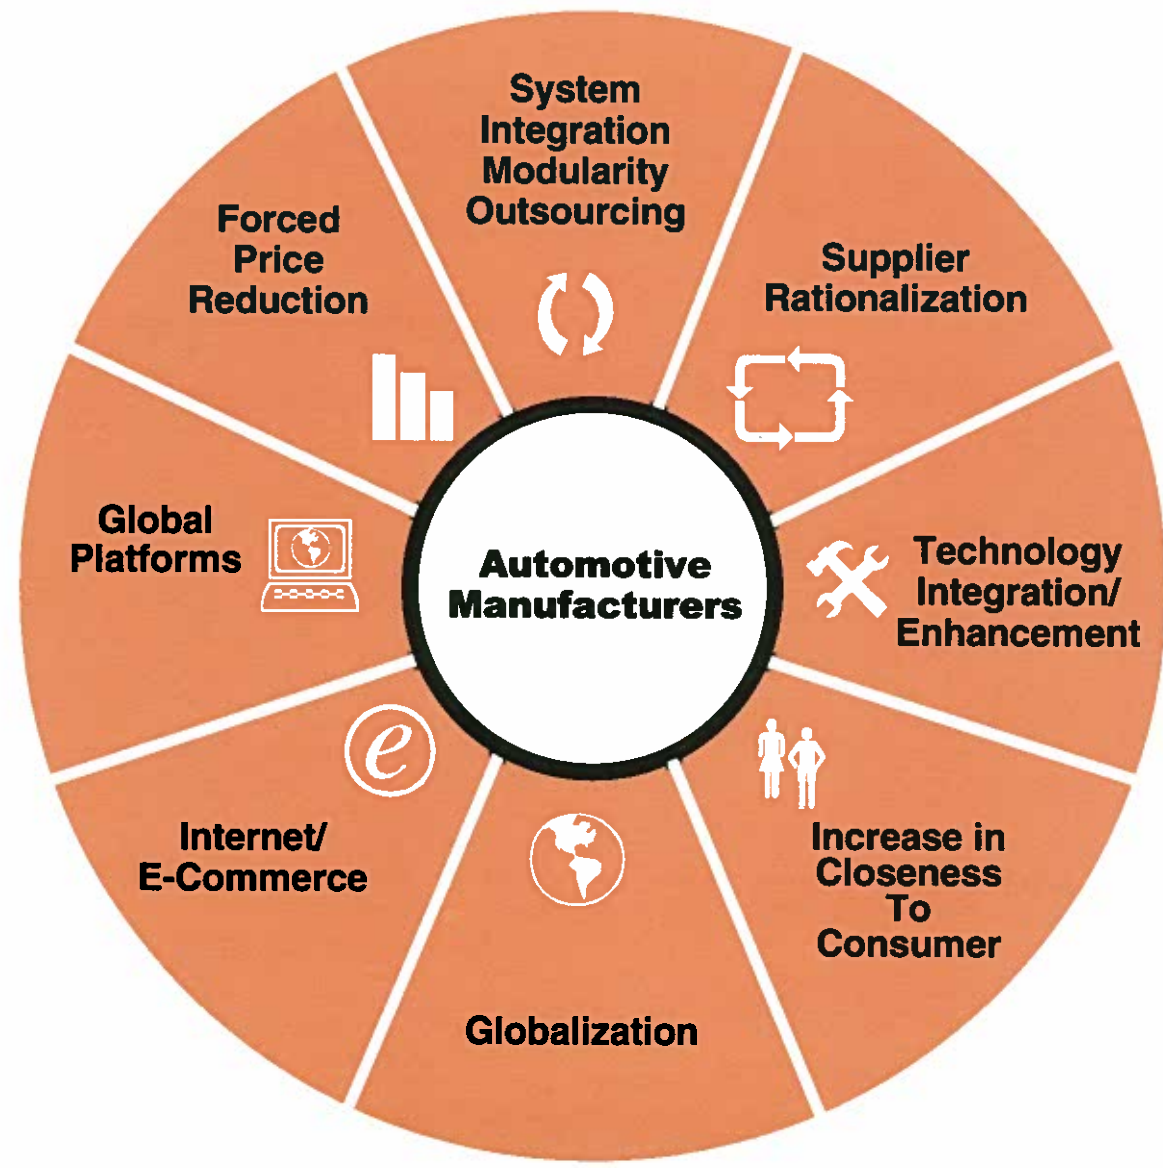 System
Integration
Modularity
Outsourcing
Supplier
Rationalization
Technology
Integration/
Enhancement
Increase in
Closeness
To
Consumer
Globalization
Internet/
E-Commerce
Global
Platforms
Forced
Price
Reduction
Automotive
Manufacturers
e